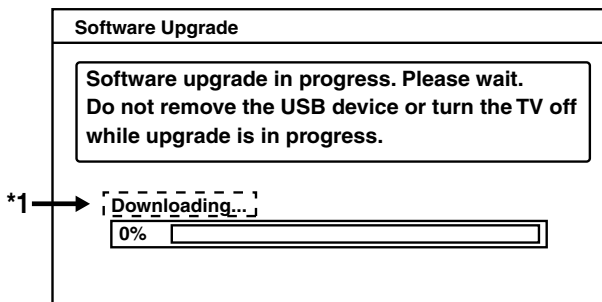 Software Upgrade
Software upgrade in progress. Please wait.
Do not remove the USB device or turn the TV off
while upgrade is in progress.
*1
Downloading...
0%